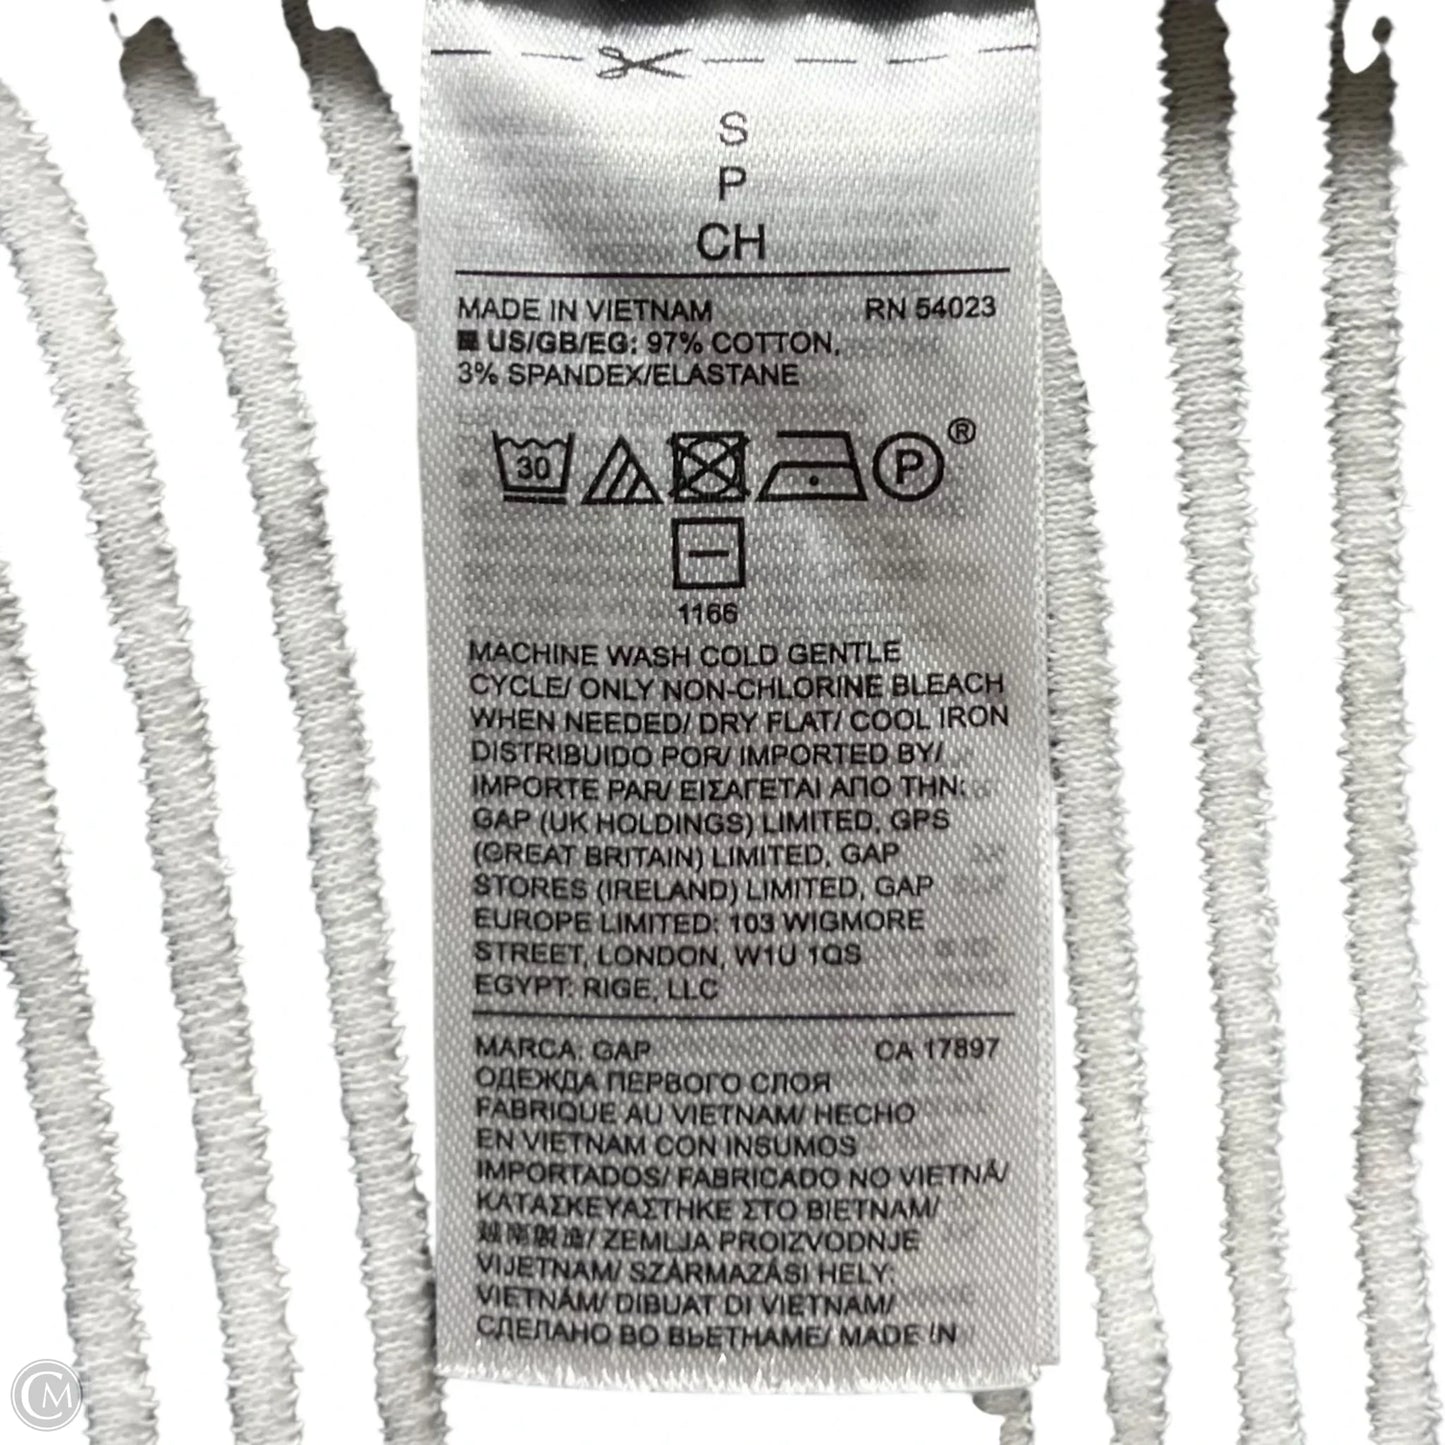 S
P
CH
MADE IN VIETNAM RN 54023
US/GB/EG: 97% COTTON,
3% SPANDEX/ELASTANE
30 P ®
1166
MACHINE WASH COLD GENTLE
CYCLE/ ONLY NON-CHLORINE BLEACH
WHEN NEEDED/ DRY FLAT/ COOL IRON
DISTRIBUIDO POR/ IMPORTED BY/
IMPORTE PAR/ ΕΙΣΑΓΕΤΑΙ ΑΠΟ ΤΗΝ:
GAP (UK HOLDINGS) LIMITED, GPS
(GREAT BRITAIN) LIMITED, GAP
STORES (IRELAND) LIMITED, GAP
EUROPE LIMITED: 103 WIGMORE
STREET, LONDON, W1U 1QS
EGYPT: RIGE, LLC
MARCA: GAP CA 17897
ОДЕЖДА ПЕРВОГО СЛОЯ
FABRIQUE AU VIETNAM/ HECHO
EN VIETNAM CON INSUMOS
IMPORTADOS/ FABRICADO NO VIETNÃ/
ΚΑΤΑΣΚΕΥΑΣΤΗΚΕ ΣΤΟ ΒΙΕΤΝΑΜ/
越南製造/ ZEMLJA PROIZVODNJE
VIJETNAM/ SZÁRMAZÁSI HELY:
VIETNÁM/ DIBUAT DI VIETNAM/
СДЕЛАНО ВО ВЬЕТНАМЕ/ MADE IN
CM